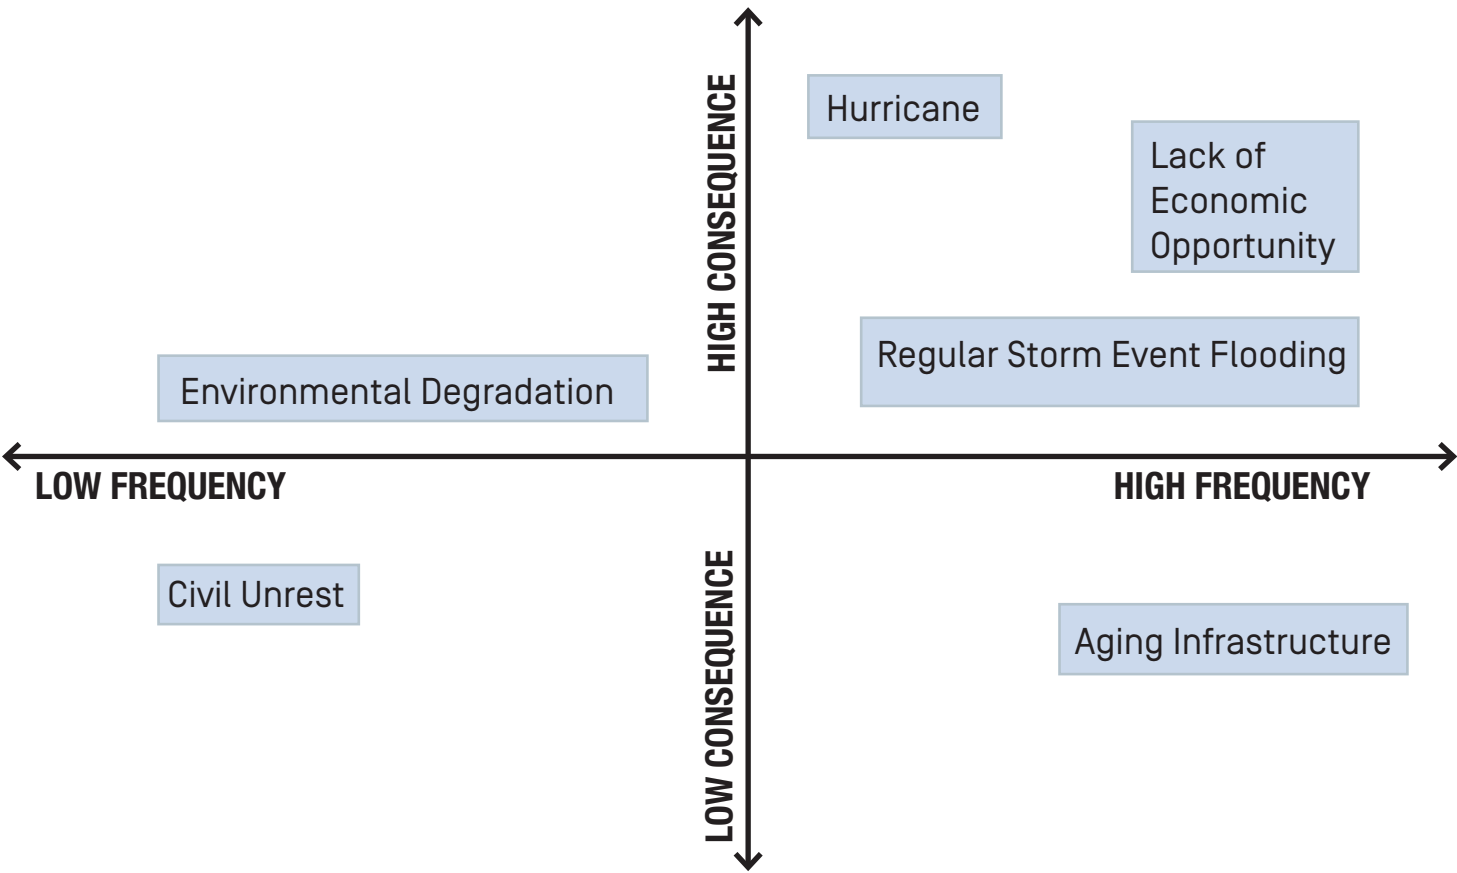 HIGH CONSEQUENCE
Hurricane
Lack of
Economic
Opportunity
Regular Storm Event Flooding
Environmental Degradation
LOW FREQUENCY
HIGH FREQUENCY
LOW CONSEQUENCE
Civil Unrest
Aging Infrastructure